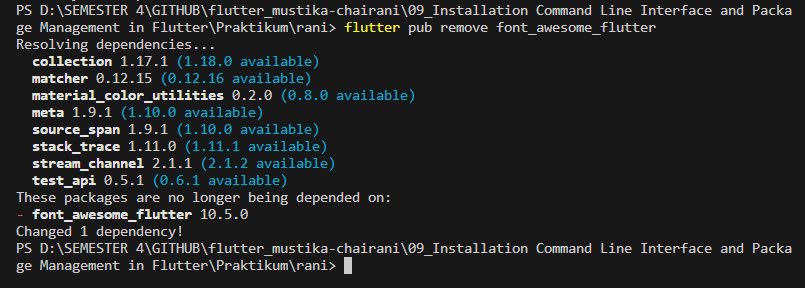 PS D:\SEMESTER 4\GITHUB\flutter_mustika-chairani\09_Installation Command Line Interface and Packa
ge Management in Flutter\Praktikum\rani> flutter pub remove font_awesome_flutter
Resolving dependencies...
  collection 1.17.1 (1.18.0 available)
  matcher 0.12.15 (0.12.16 available)
  material_color_utilities 0.2.0 (0.8.0 available)
  meta 1.9.1 (1.10.0 available)
  source_span 1.9.1 (1.10.0 available)
  stack_trace 1.11.0 (1.11.1 available)
  stream_channel 2.1.1 (2.1.2 available)
  test_api 0.5.1 (0.6.1 available)
These packages are no longer being depended on:
- font_awesome_flutter 10.5.0
Changed 1 dependency!
PS D:\SEMESTER 4\GITHUB\flutter_mustika-chairani\09_Installation Command Line Interface and Packa
ge Management in Flutter\Praktikum\rani>